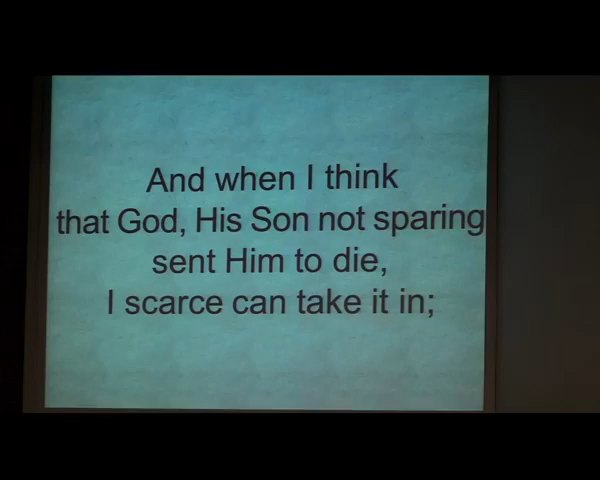 And when I think
that God, His Son not sparing
sent Him to die,
I scarce can take it in;